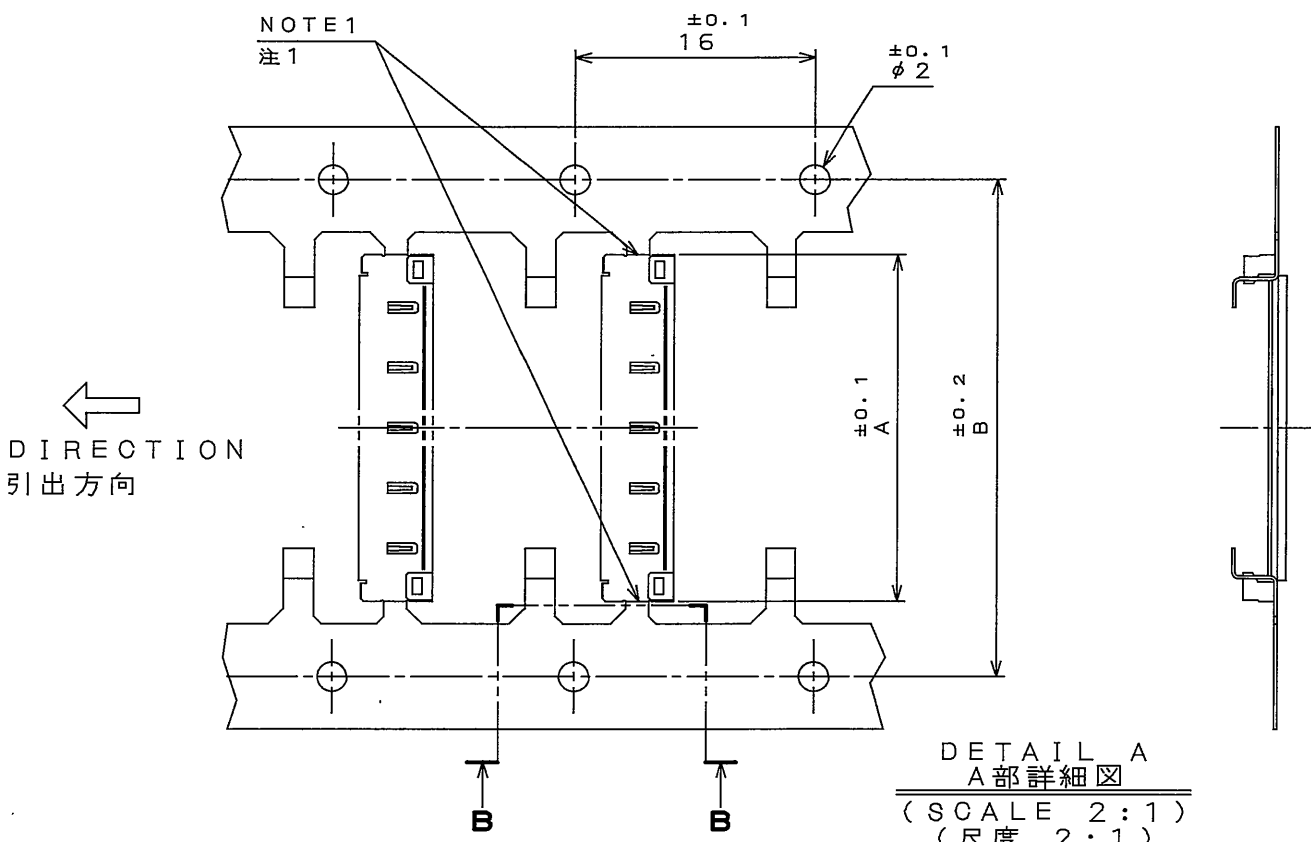 NOTE1
注1
±0.1
16
±0.1
φ2
±0.1
A
±0.2
B
DIRECTION
引出方向
B
B
DETAIL A
A部詳細図
(SCALE 2:1)
(尺度 2:1)